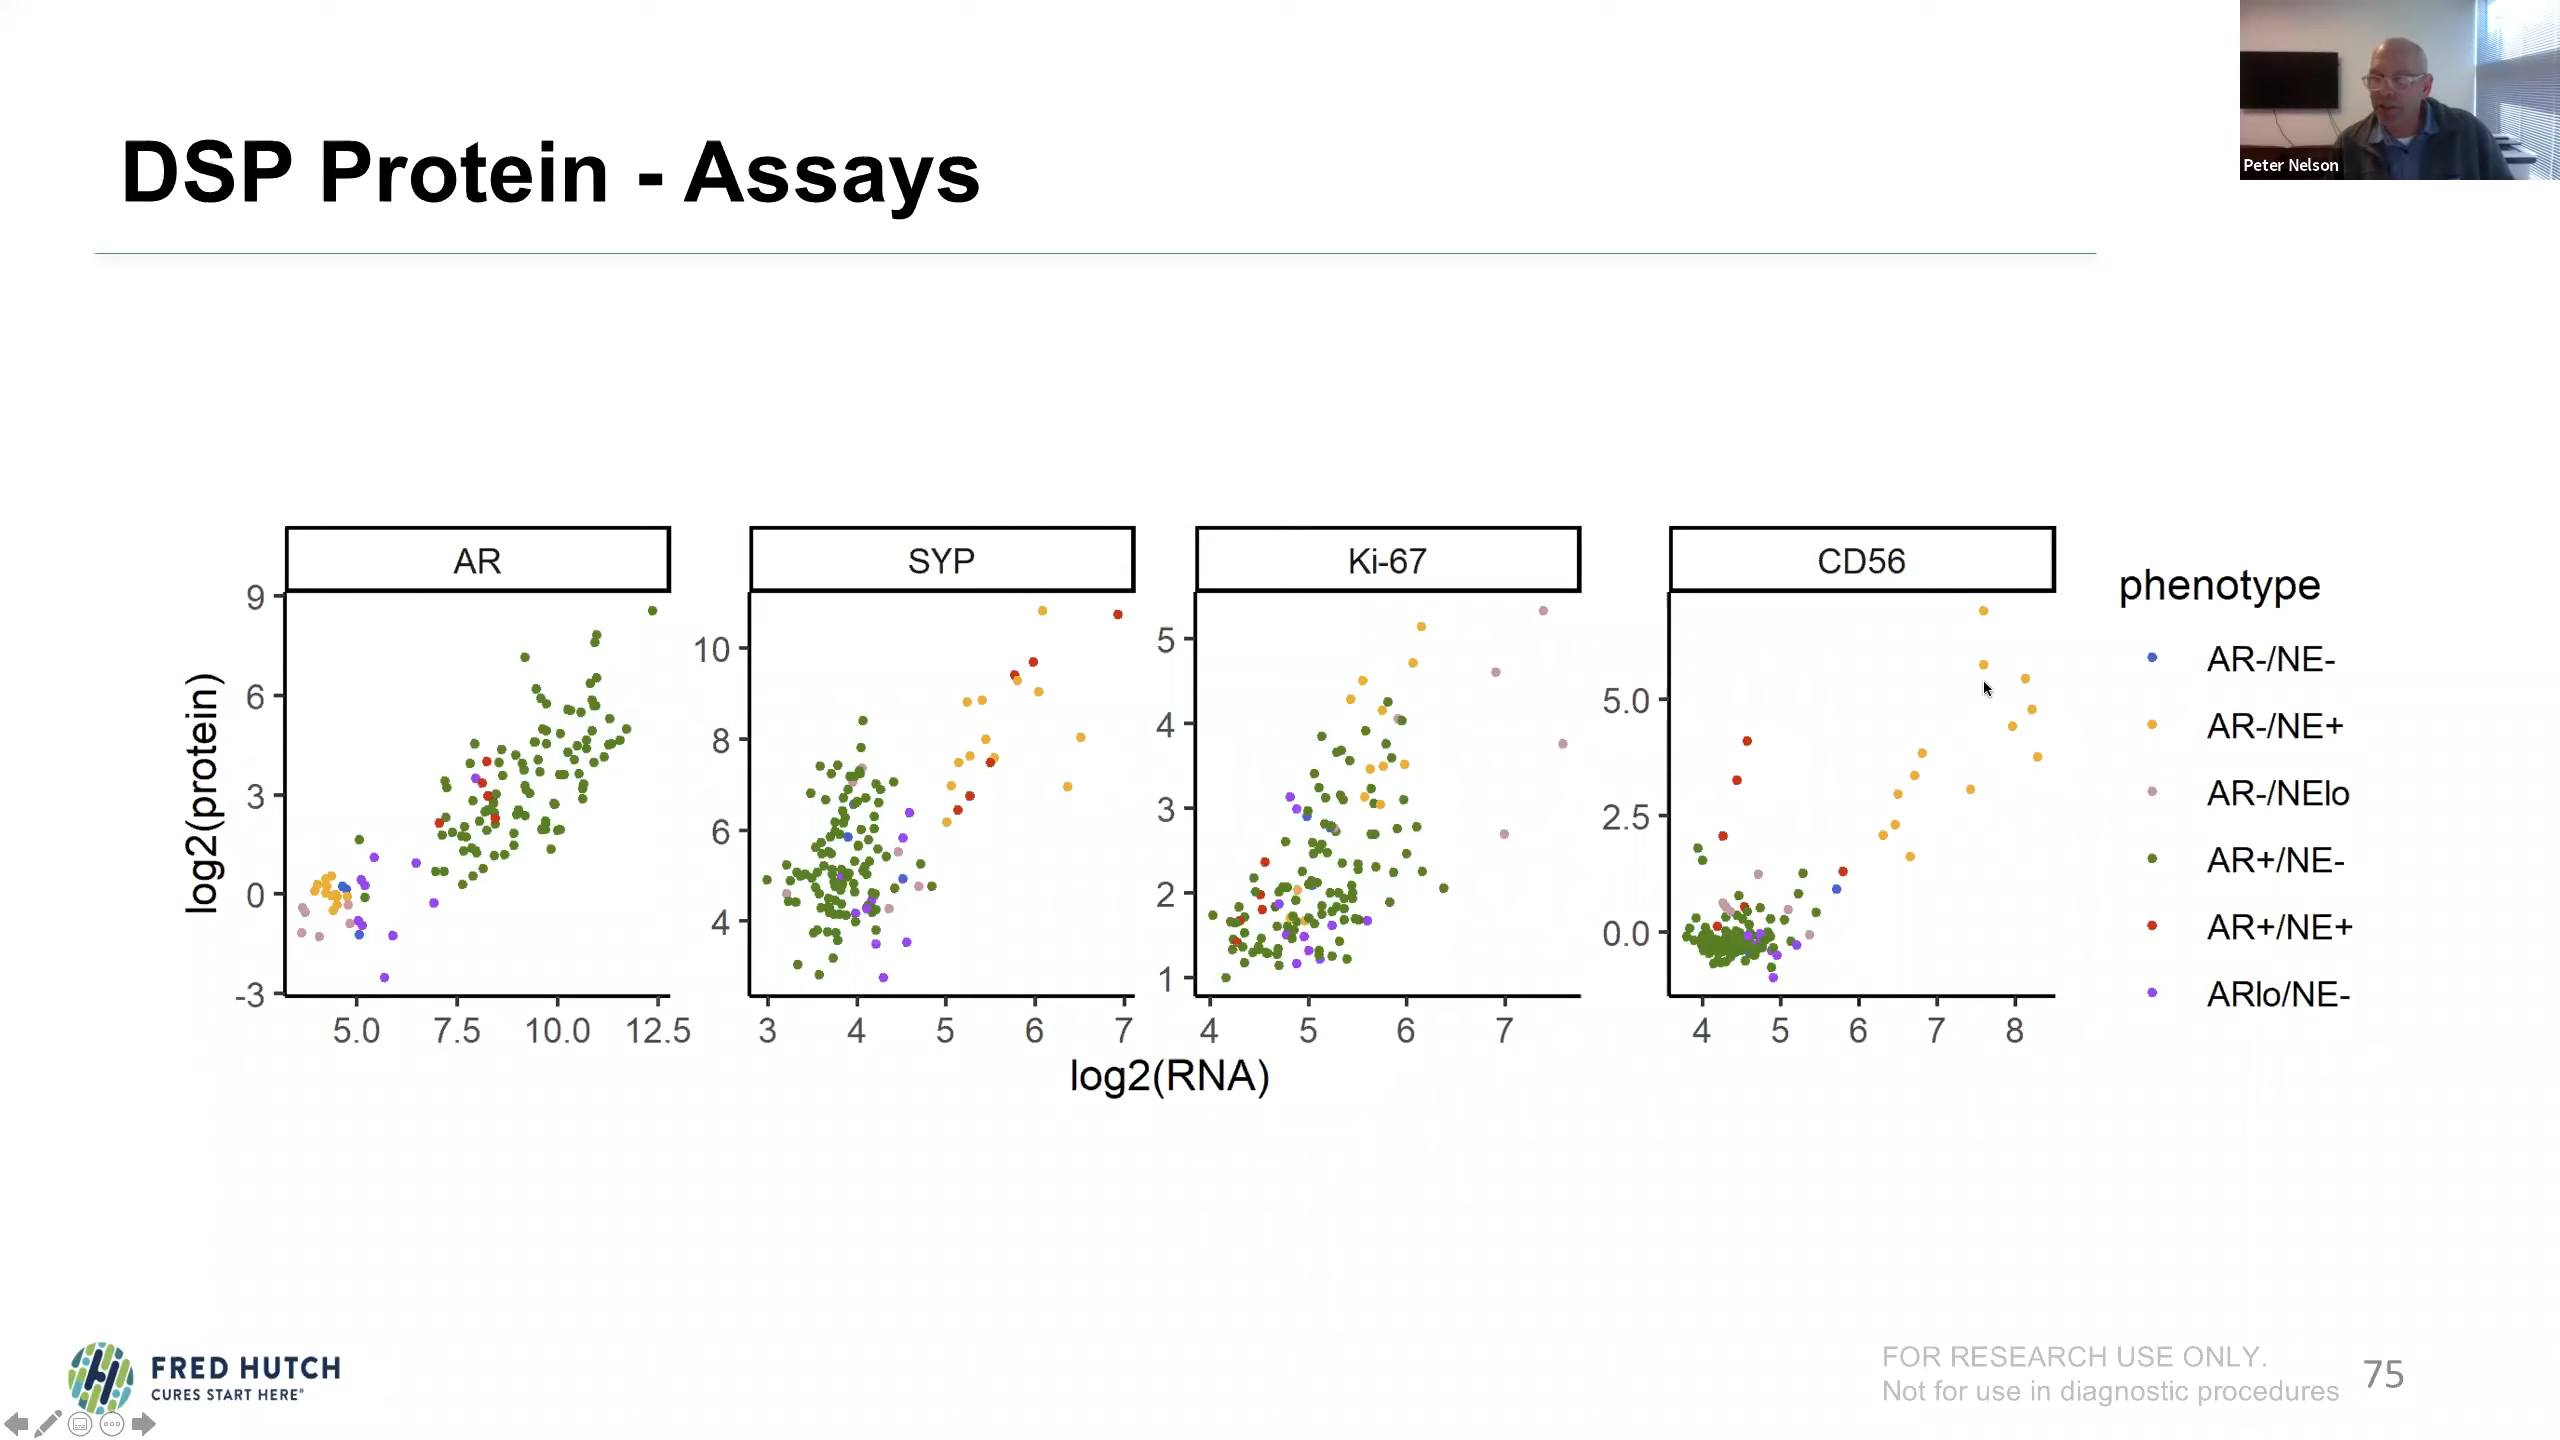 DSP Protein - Assays
Peter Nelson
AR
SYP
Ki-67
CD56
log2(protein)
9
6
3
0
-3
5.0
7.5
10.0
12.5
10
8
6
4
3
4
5
6
7
5
4
3
2
1
4
5
6
7
5.0
2.5
0.0
4
5
6
7
8
log2(RNA)
phenotype
AR-/NE-
AR-/NE+
AR-/NElo
AR+/NE-
AR+/NE+
ARlo/NE-
FRED HUTCH
CURES START HERE®
FOR RESEARCH USE ONLY.
Not for use in diagnostic procedures
75